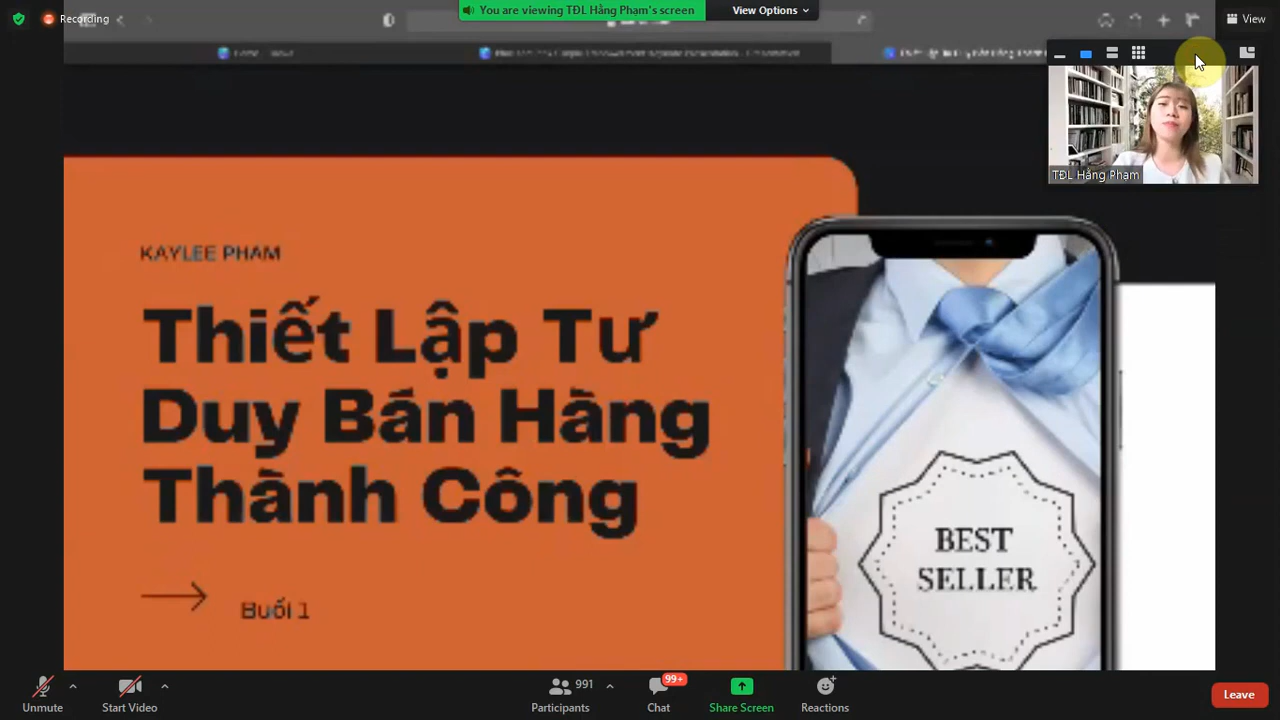 Recording
You are viewing TĐL Hằng Phạm's screen
View Options
View
TĐL Hằng Phạm
KAYLEE PHAM
Thiết Lập Tư
Duy Bán Hàng
Thành Công
Buổi 1
BEST
SELLER
Unmute
Start Video
991
Participants
99+
Chat
Share Screen
Reactions
Leave